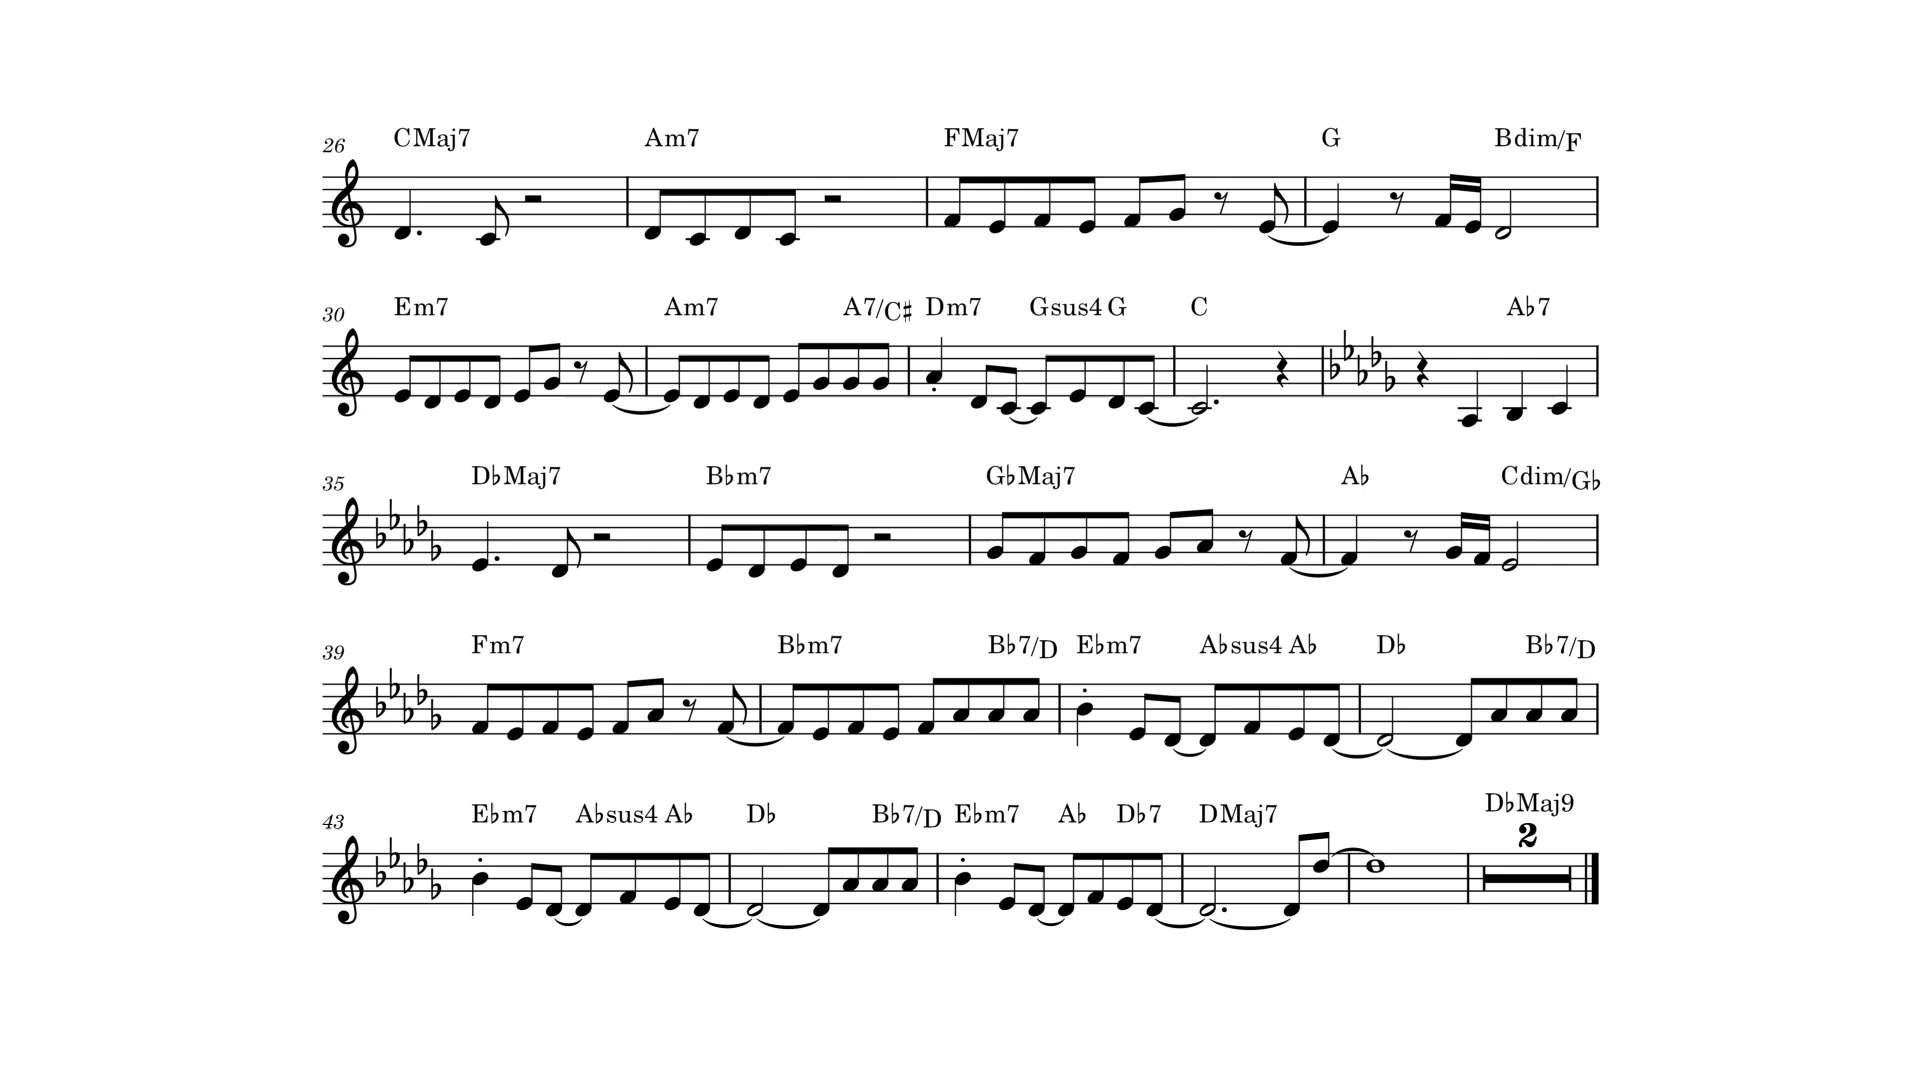 26 CMaj7 Am7 FMaj7 G Bdim/F
30 Em7 Am7 A7/C♯ Dm7 Gsus4 G C A♭7
35 D♭Maj7 B♭m7 G♭Maj7 A♭ Cdim/G♭
39 Fm7 B♭m7 B♭7/D E♭m7 A♭sus4 A♭ D♭ B♭7/D
43 E♭m7 A♭sus4 A♭ D♭ B♭7/D E♭m7 A♭ D♭7 DMaj7 D♭Maj9
2